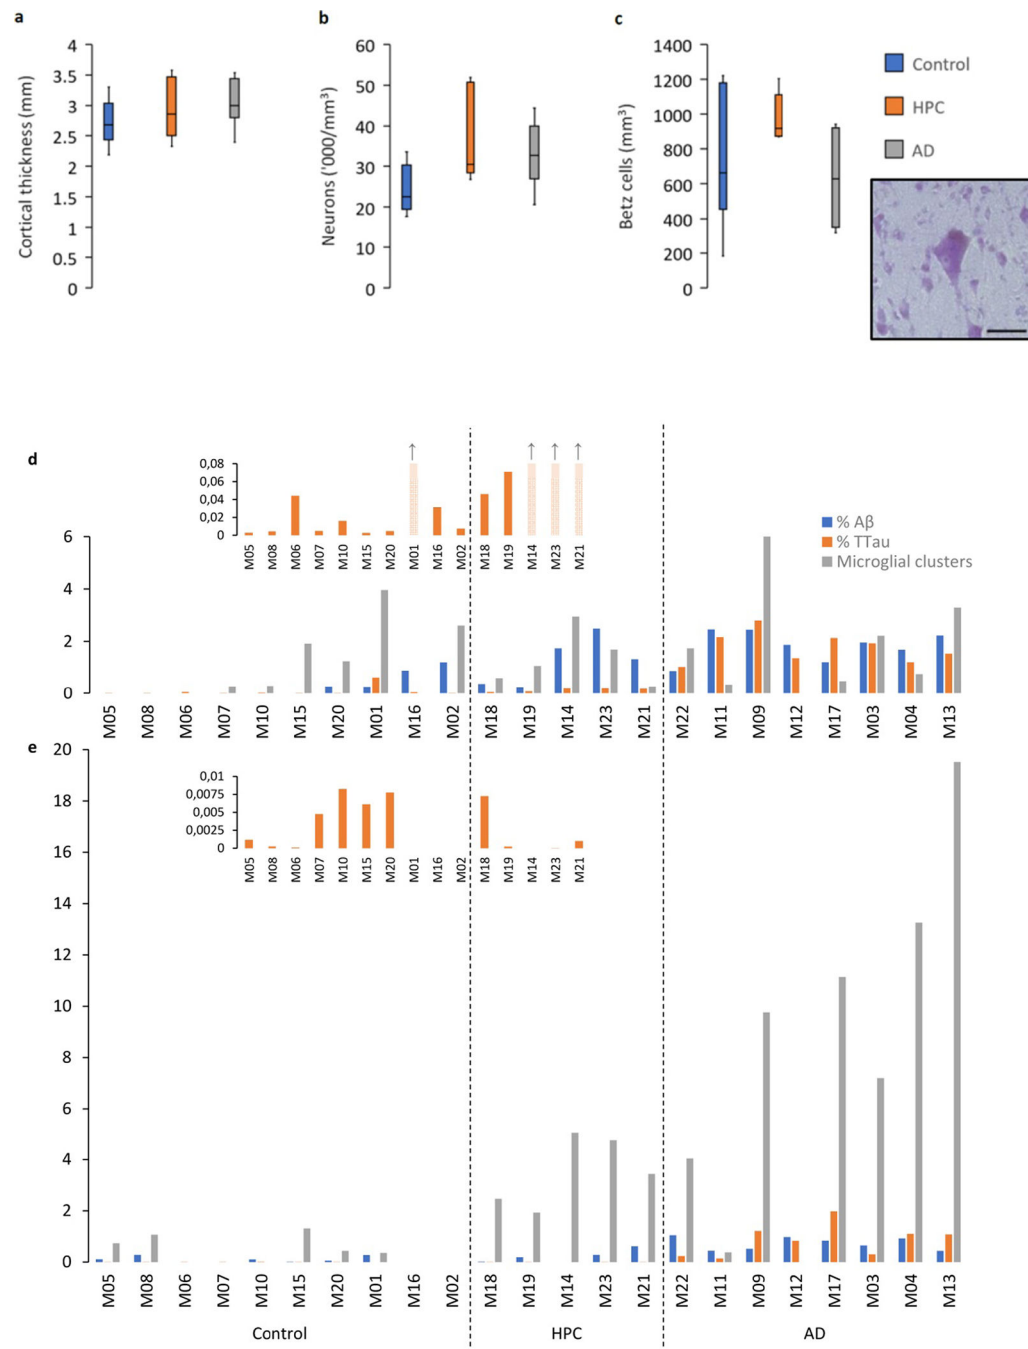 a
b
c
4
3.5
3
2.5
2
1.5
1
0.5
0
Cortical thickness (mm)
60
50
40
30
20
10
0
Neurons ('000/mm³)
1400
1200
1000
800
600
400
200
0
Betz cells (mm³)
Control
HPC
AD
d
0,08
0,06
0,04
0,02
0
M05 M08 M06 M07 M10 M15 M20 M01 M16 M02 M18 M19 M14 M23 M21
% Aβ
% TTau
Microglial clusters
6
4
2
0
M05 M08 M06 M07 M10 M15 M20 M01 M16 M02 M18 M19 M14 M23 M21 M22 M11 M09 M12 M17 M03 M04 M13
e
0,01
0,0075
0,005
0,0025
0
M05 M08 M06 M07 M10 M15 M20 M01 M16 M02 M18 M19 M14 M23 M21
20
18
16
14
12
10
8
6
4
2
0
M05 M08 M06 M07 M10 M15 M20 M01 M16 M02 M18 M19 M14 M23 M21 M22 M11 M09 M12 M17 M03 M04 M13
Control HPC AD